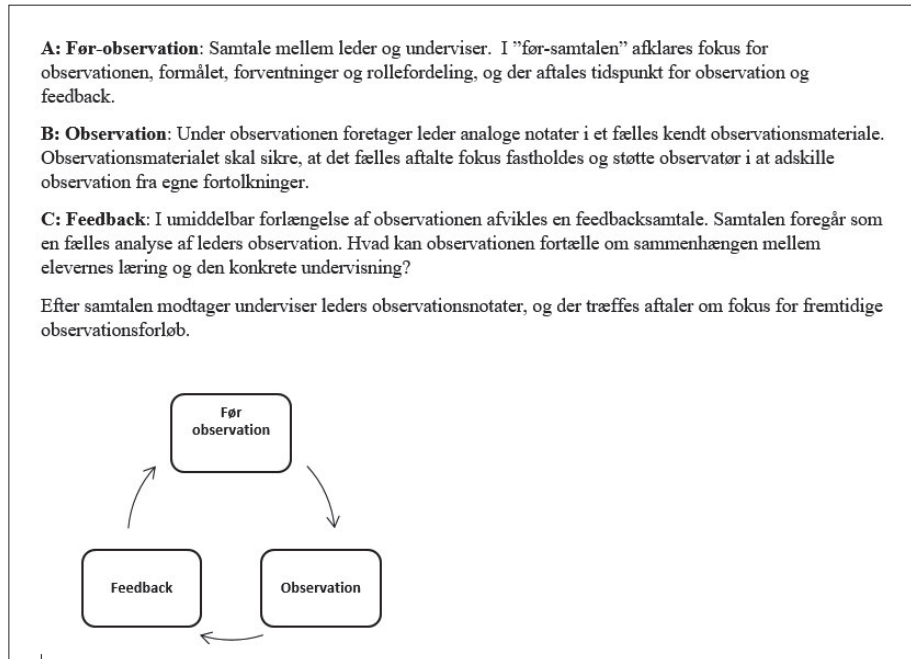 A: Før-observation: Samtale mellem leder og underviser.  I ”før-samtalen” afklares fokus for
observationen, formålet, forventninger og rollefordeling, og der aftales tidspunkt for observation og
feedback.
B: Observation: Under observationen foretager leder analoge notater i et fælles kendt observationsmateriale.
Observationsmaterialet skal sikre, at det fælles aftalte fokus fastholdes og støtte observatør i at adskille
observation fra egne fortolkninger.
C: Feedback: I umiddelbar forlængelse af observationen afvikles en feedbacksamtale. Samtalen foregår som
en fælles analyse af leders observation. Hvad kan observationen fortælle om sammenhængen mellem
elevernes læring og den konkrete undervisning?
Efter samtalen modtager underviser leders observationsnotater, og der træffes aftaler om fokus for fremtidige
observationsforløb.
Før
observation
Feedback
Observation